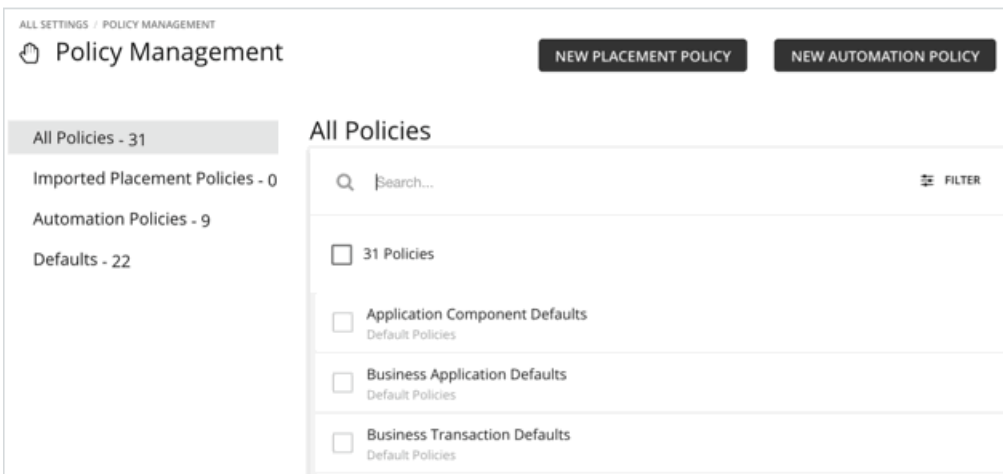 ALL SETTINGS / POLICY MANAGEMENT
Policy Management
NEW PLACEMENT POLICY
NEW AUTOMATION POLICY
All Policies - 31
Imported Placement Policies - 0
Automation Policies - 9
Defaults - 22
All Policies
Search...
FILTER
31 Policies
Application Component Defaults
Default Policies
Business Application Defaults
Default Policies
Business Transaction Defaults
Default Policies